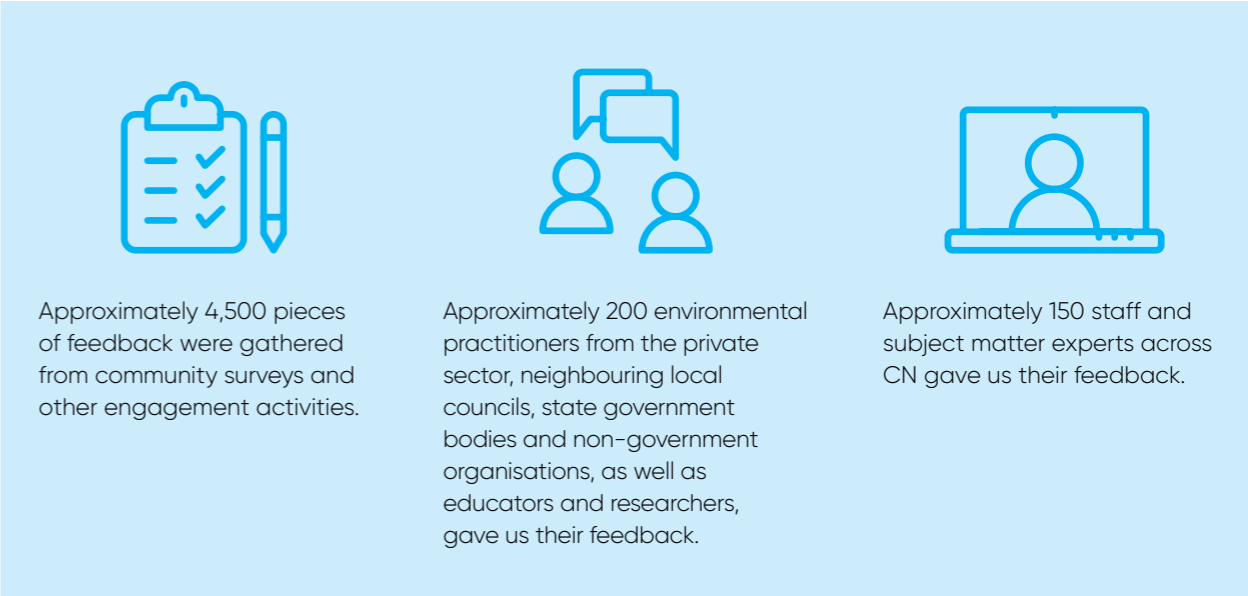 Approximately 4,500 pieces
of feedback were gathered
from community surveys and
other engagement activities.
Approximately 200 environmental
practitioners from the private
sector, neighbouring local
councils, state government
bodies and non-government
organisations, as well as
educators and researchers,
gave us their feedback.
Approximately 150 staff and
subject matter experts across
CN gave us their feedback.